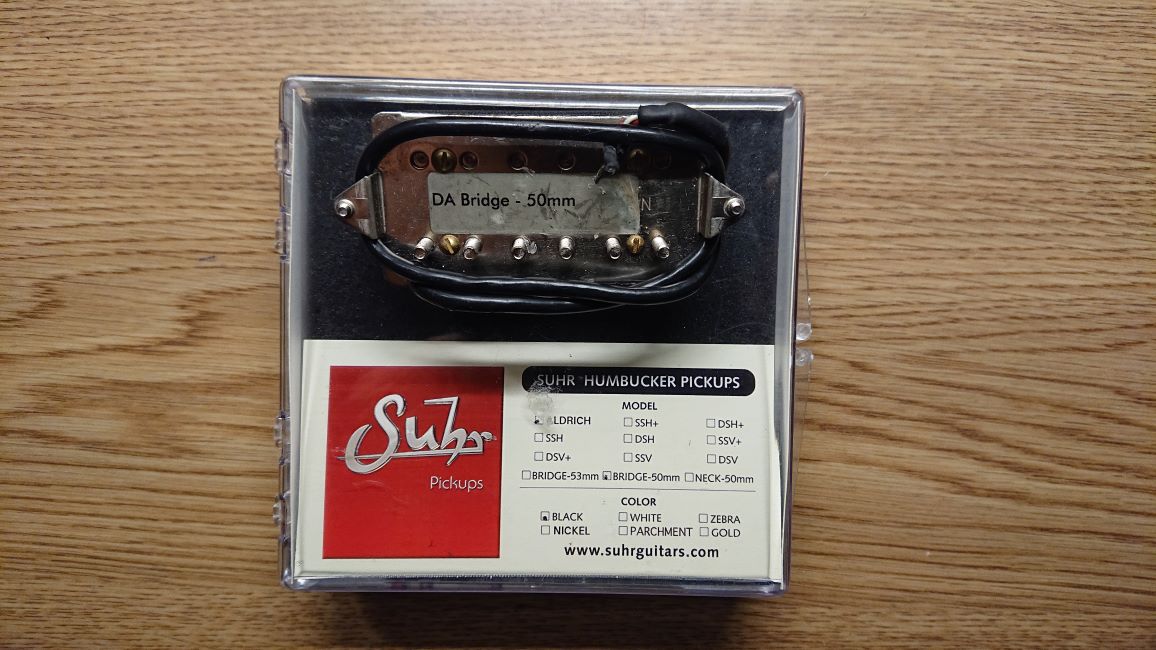 DA Bridge - 50mm
N
Suhr
Pickups
SUHR HUMBUCKER PICKUPS
MODEL
ALDRICH SSH+ DSH+
SSH DSH SSV+
DSV+ SSV DSV
BRIDGE-53mm BRIDGE-50mm NECK-50mm
COLOR
BLACK WHITE ZEBRA
NICKEL PARCHMENT GOLD
www.suhrguitars.com